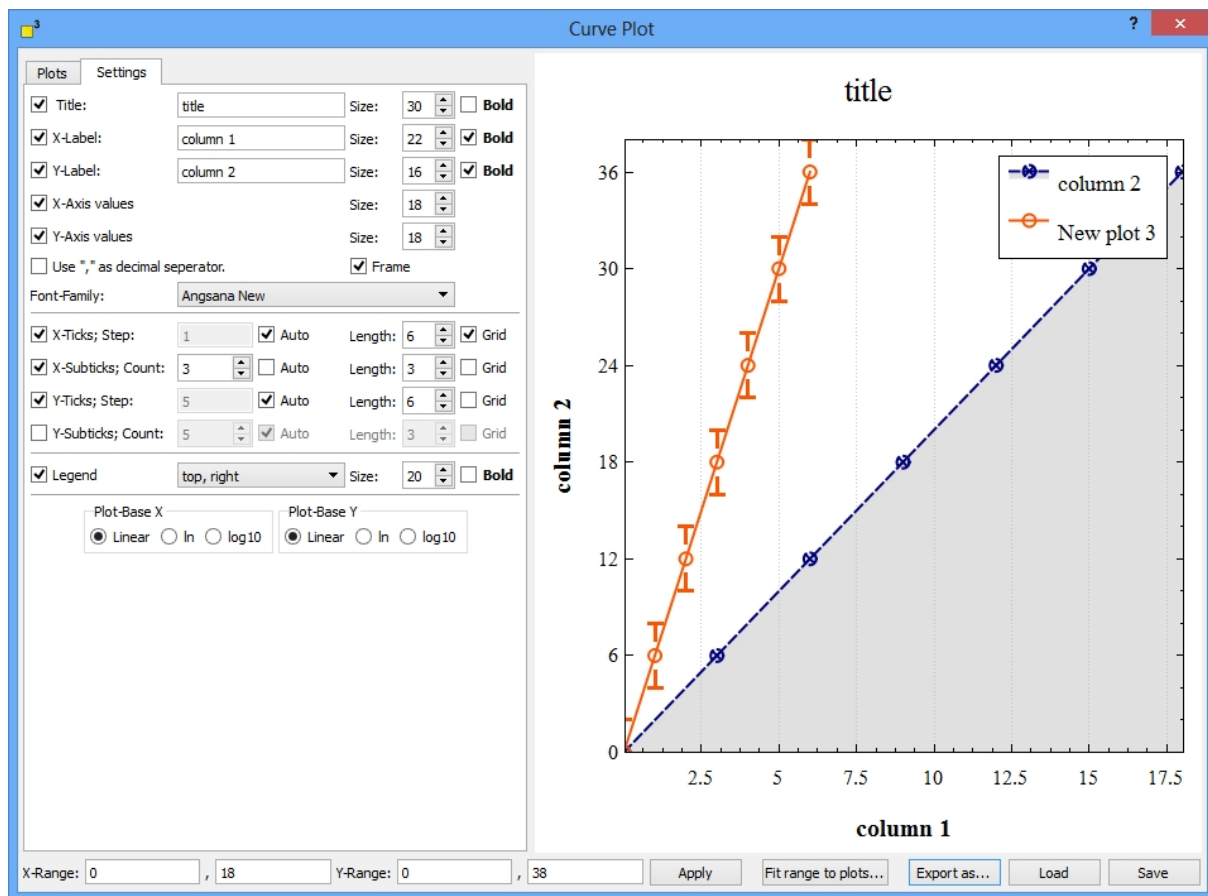 3
Curve Plot
?
Plots Settings
Title: title Size: 30 Bold
X-Label: column 1 Size: 22 Bold
Y-Label: column 2 Size: 16 Bold
X-Axis values Size: 18
Y-Axis values Size: 18
Use "," as decimal seperator. Frame
Font-Family: Angsana New
X-Ticks; Step: 1 Auto Length: 6 Grid
X-Subticks; Count: 3 Auto Length: 3 Grid
Y-Ticks; Step: 5 Auto Length: 6 Grid
Y-Subticks; Count: 5 Auto Length: 3 Grid
Legend top, right Size: 20 Bold
Plot-Base X Plot-Base Y
Linear ln log10 Linear ln log10
title
column 2
New plot 3
36
30
24
18
12
6
0
column 2
2.5 5 7.5 10 12.5 15 17.5
column 1
X-Range: 0 , 18 Y-Range: 0 , 38 Apply Fit range to plots... Export as... Load Save